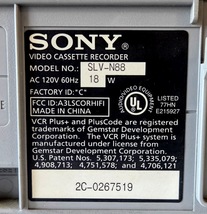 SONY
VIDEO CASSETTE RECORDER
MODEL NO.: SLV-N88
AC 120V 60Hz 18 W
FACTORY ID: "C"
FCC ID: A3LSCORHIFI
MADE IN CHINA
UL
LISTED
77HN
E215927
VCR Plus+ and PlusCode are registered
trademarks of Gemstar Development
Corporation. The VCR Plus+ system is
manufactured under license from
Gemstar Development Corporation.
U.S. Patent Nos. 5,307,173; 5,335,079;
4,908,713; 4,751,578; and 4,706,121
2C-0267519